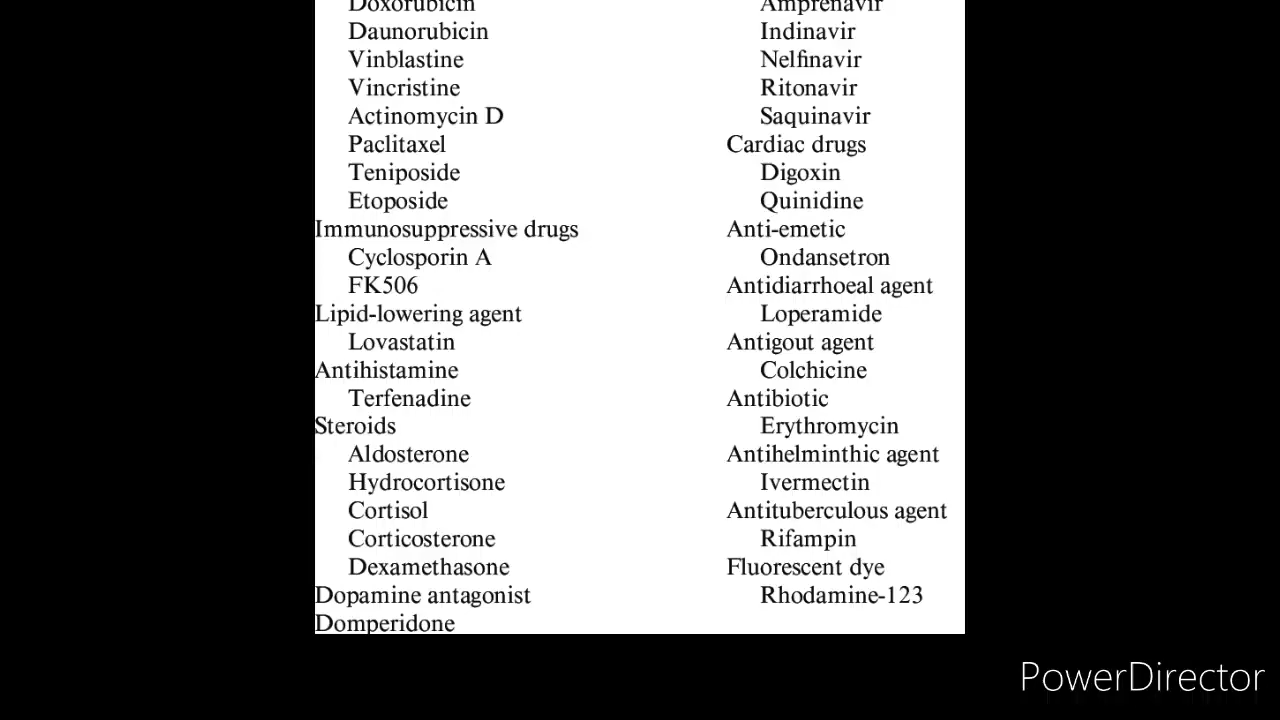 Doxorubicin
Daunorubicin
Vinblastine
Vincristine
Actinomycin D
Paclitaxel
Teniposide
Etoposide
Immunosuppressive drugs
Cyclosporin A
FK506
Lipid-lowering agent
Lovastatin
Antihistamine
Terfenadine
Steroids
Aldosterone
Hydrocortisone
Cortisol
Corticosterone
Dexamethasone
Dopamine antagonist
Domperidone
Amprenavir
Indinavir
Nelfinavir
Ritonavir
Saquinavir
Cardiac drugs
Digoxin
Quinidine
Anti-emetic
Ondansetron
Antidiarrhoeal agent
Loperamide
Antigout agent
Colchicine
Antibiotic
Erythromycin
Antihelminthic agent
Ivermectin
Antituberculous agent
Rifampin
Fluorescent dye
Rhodamine-123
PowerDirector